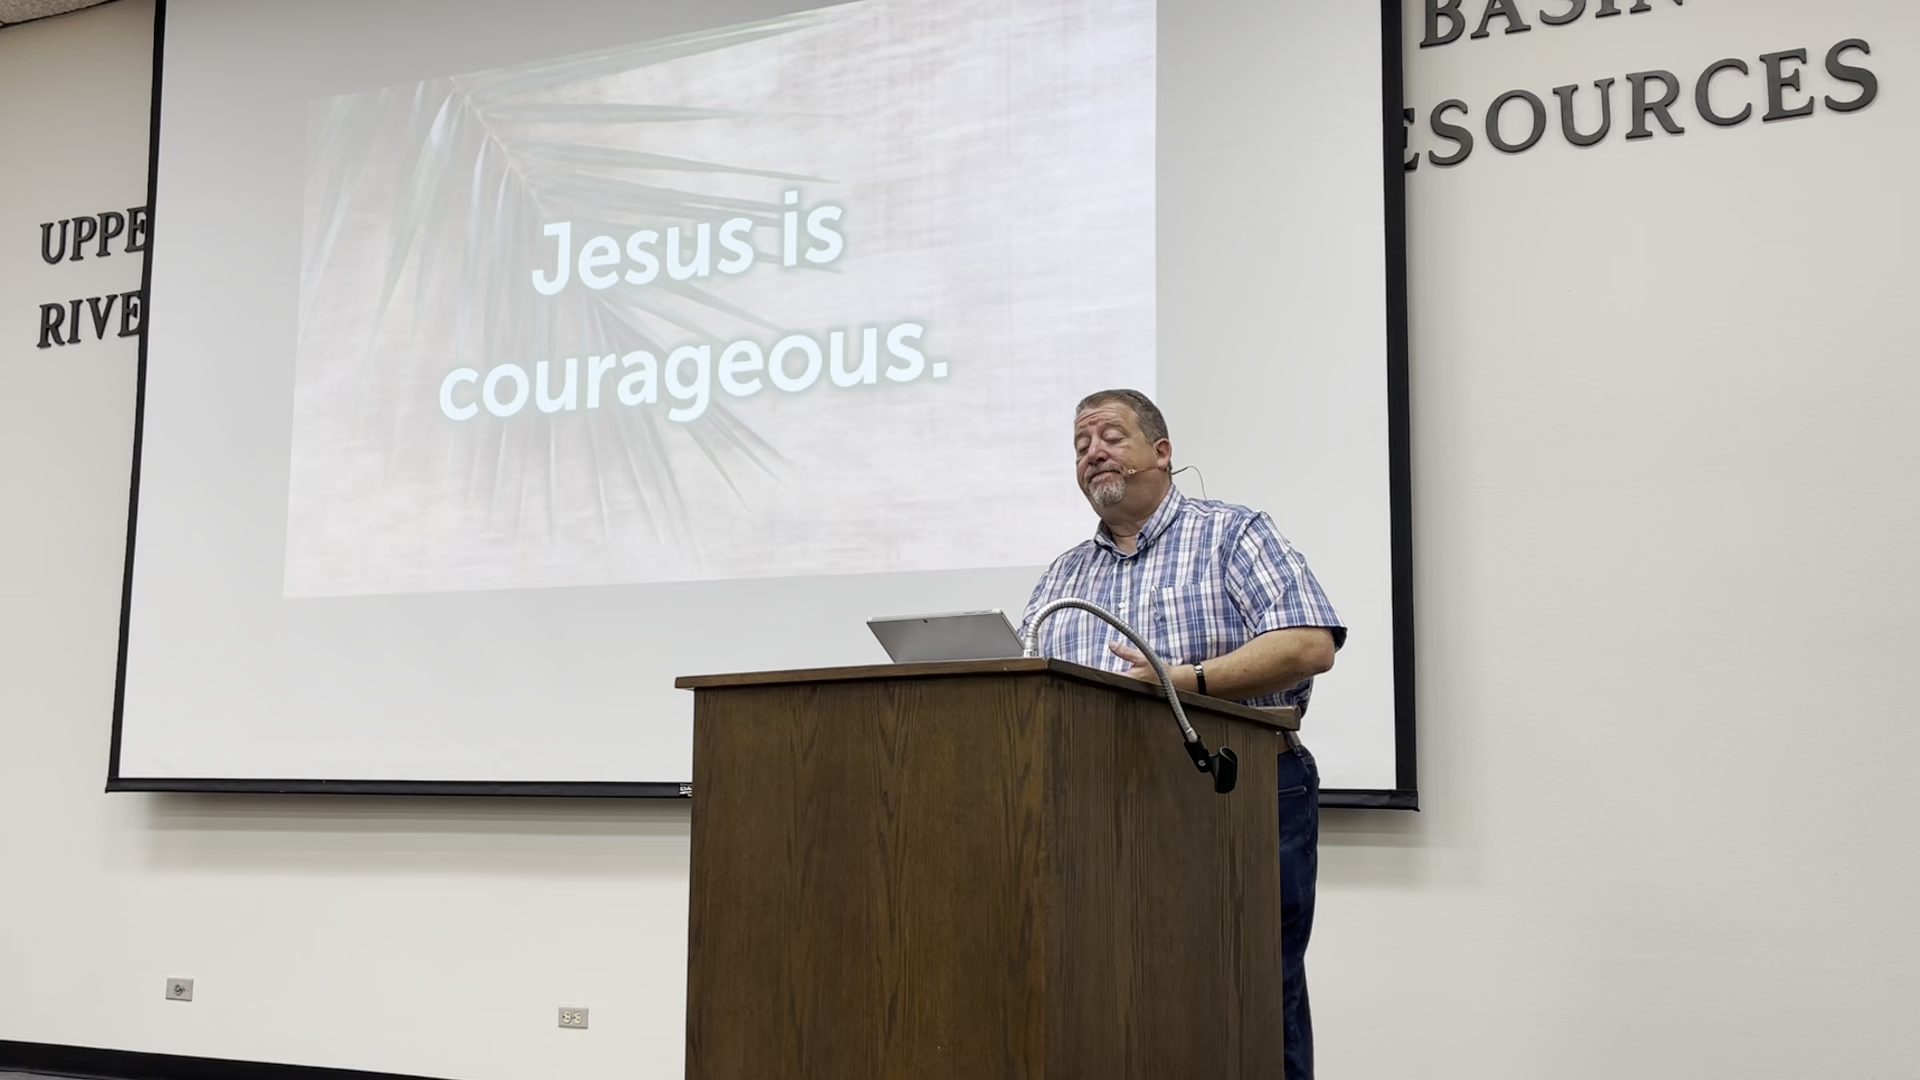 Jesus is
courageous.
UPPE
RIVE
BASIN
ESOURCES